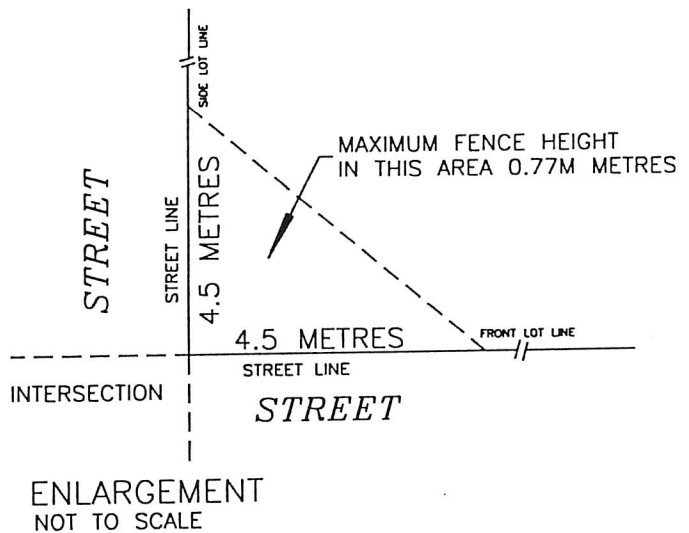 SIDE LOT LINE
MAXIMUM FENCE HEIGHT
IN THIS AREA 0.77M METRES
STREET
STREET LINE
4.5 METRES
4.5 METRES
FRONT LOT LINE
STREET LINE
INTERSECTION
STREET
ENLARGEMENT
NOT TO SCALE